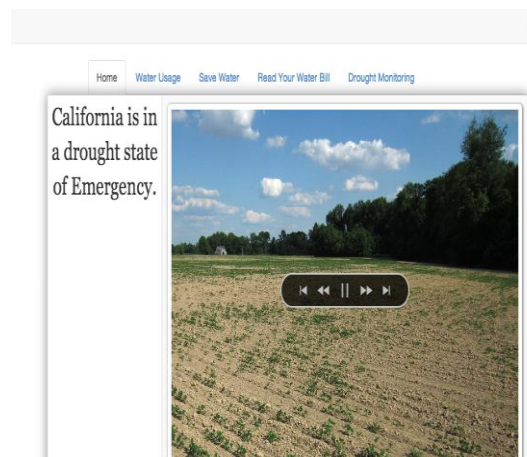 Home Water Usage Save Water Read Your Water Bill Drought Monitoring
California is in
a drought state
of Emergency.